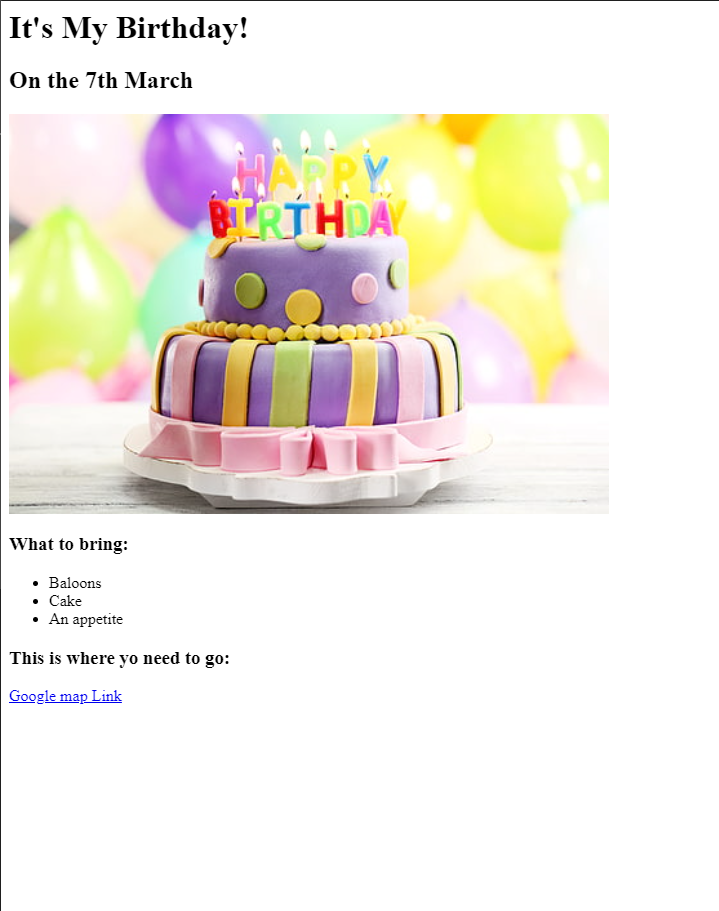 It's My Birthday!
On the 7th March
HAPPY
BIRTHDAY
What to bring:
Baloons
Cake
An appetite
This is where yo need to go:
Google map Link